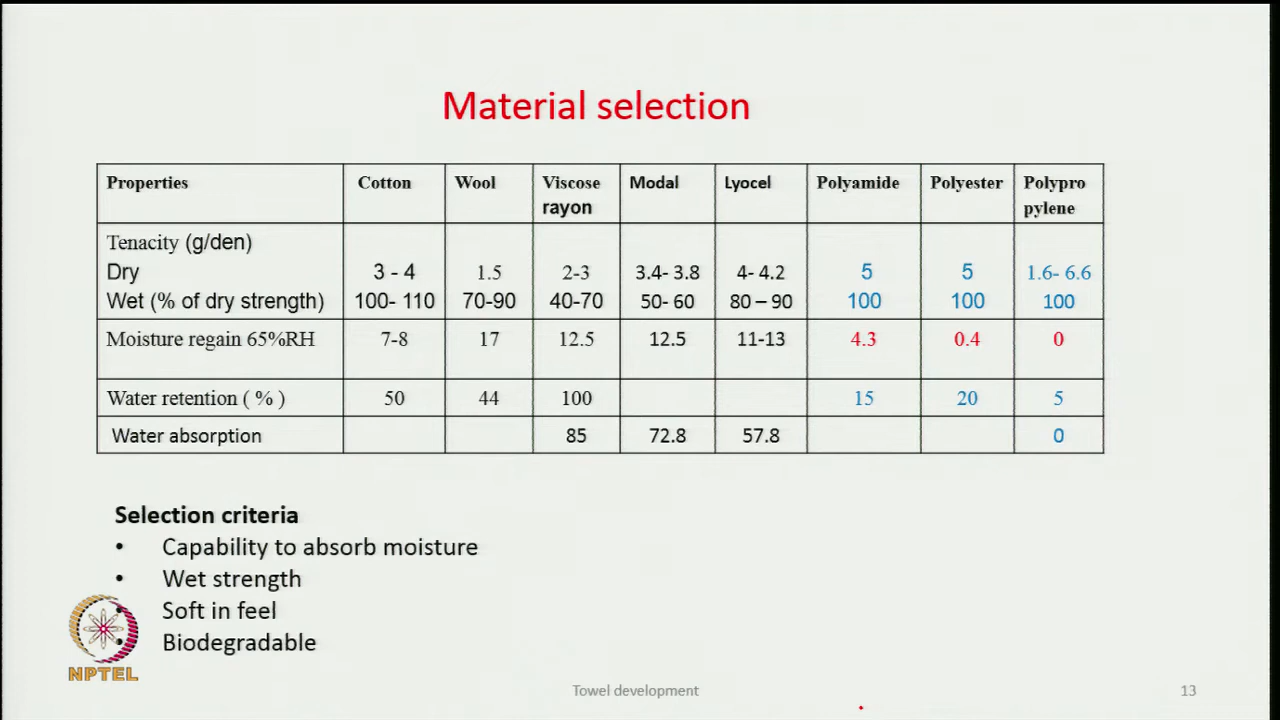 Material selection
Properties Cotton Wool Viscose rayon Modal Lyocel Polyamide Polyester Polypro pylene
Tenacity (g/den)
Dry 3 - 4 1.5 2-3 3.4- 3.8 4- 4.2 5 5 1.6- 6.6
Wet (% of dry strength) 100- 110 70-90 40-70 50- 60 80 – 90 100 100 100
Moisture regain 65%RH 7-8 17 12.5 12.5 11-13 4.3 0.4 0
Water retention ( % ) 50 44 100 15 20 5
Water absorption 85 72.8 57.8 0
Selection criteria
• Capability to absorb moisture
• Wet strength
• Soft in feel
• Biodegradable
NPTEL
Towel development
13